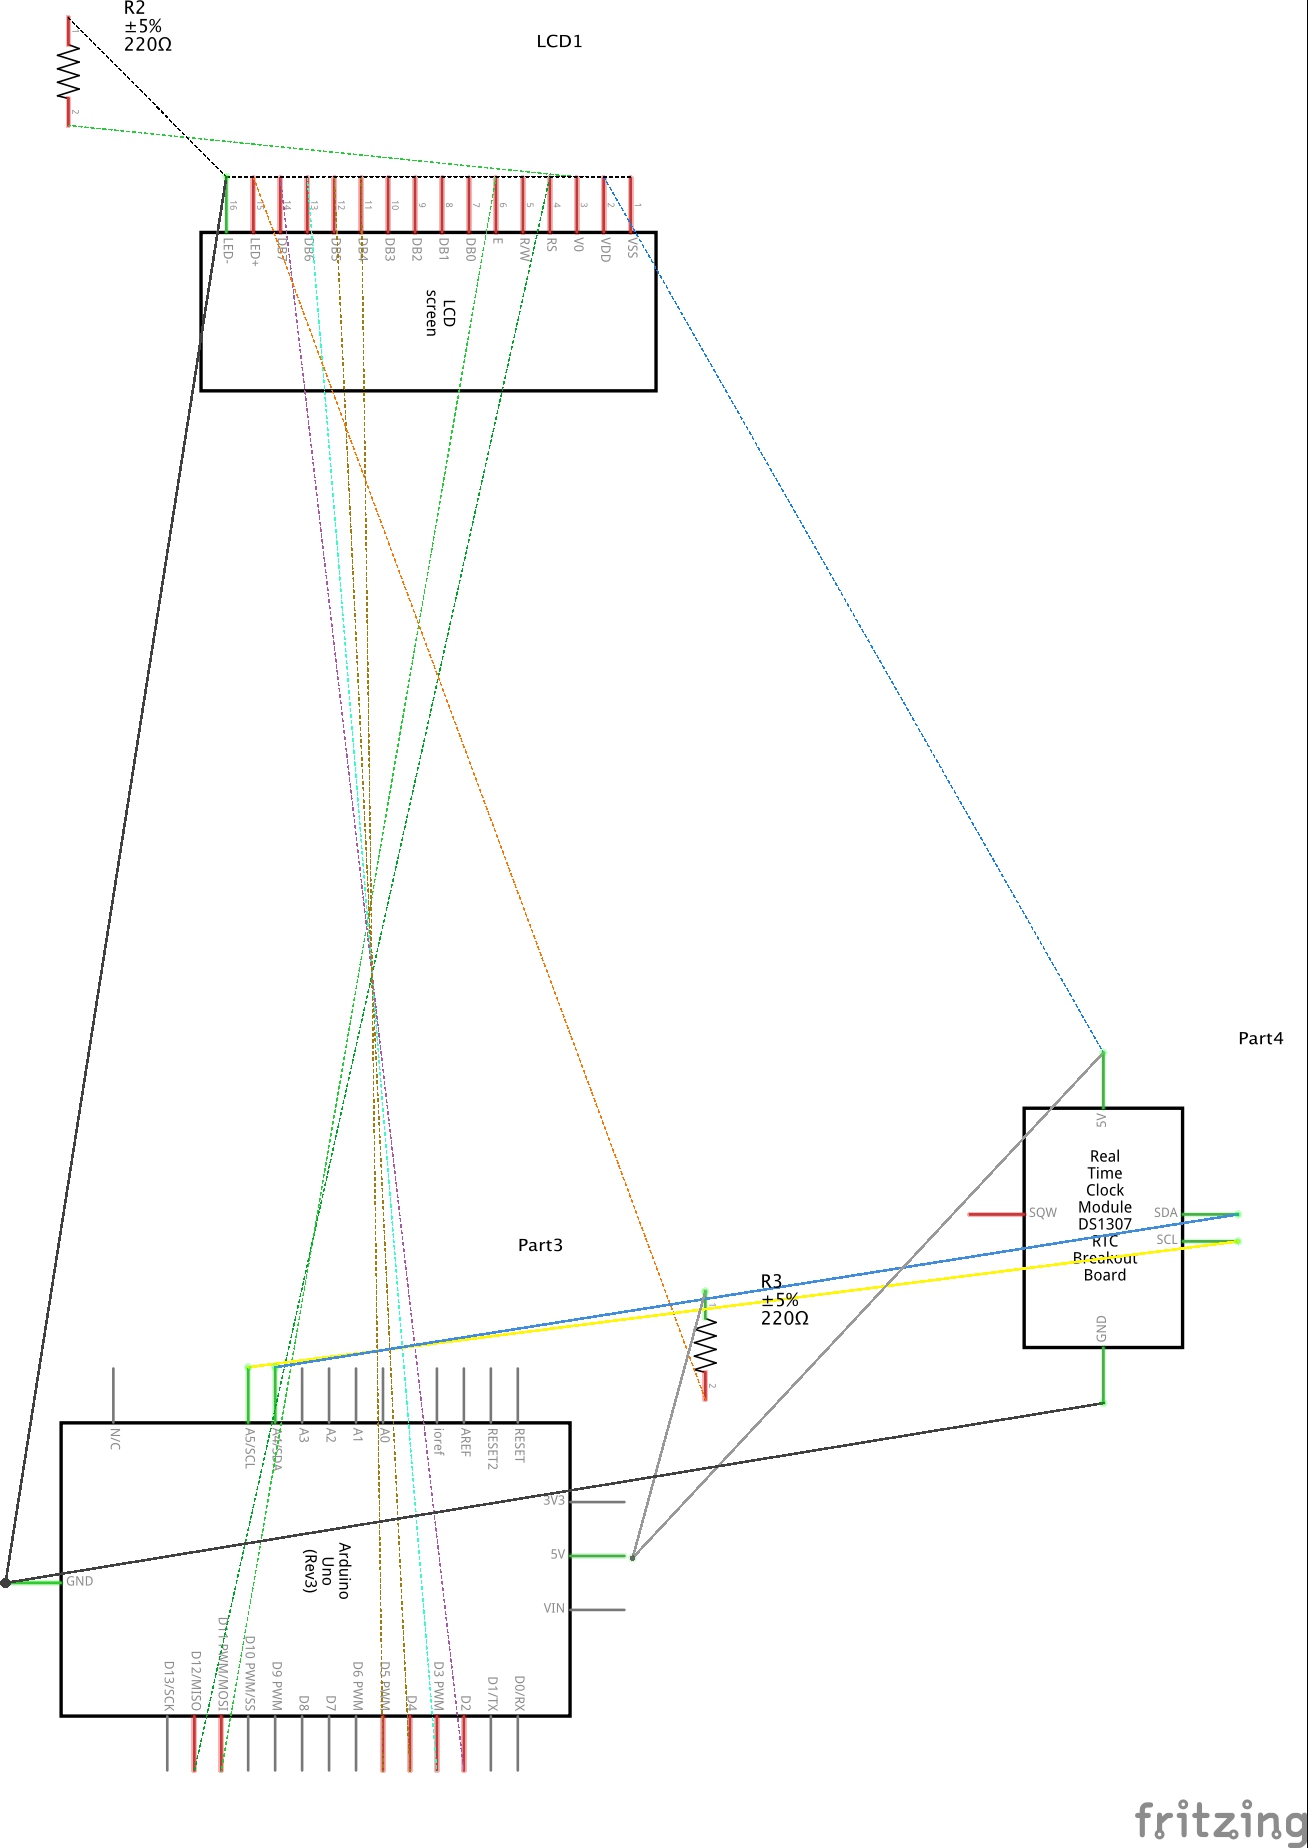 R2
±5%
220Ω
LCD1
1
2
16
15
14
13
12
11
10
9
8
7
6
5
4
3
2
1
LED-
LED+
DB7
DB6
DB5
DB4
DB3
DB2
DB1
DB0
E
R/W
RS
V0
VDD
VSS
LCD
screen
Part4
5V
Real
Time
Clock
Module
DS1307
RTC
Breakout
Board
SQW
SDA
SCL
GND
Part3
R3
±5%
220Ω
1
2
N/C
A5/SCL
A4/SDA
A3
A2
A1
A0
ioref
AREF
RESET2
RESET
3V3
5V
VIN
Arduino
Uno
(Rev3)
GND
D13/SCK
D12/MISO
D11 PWM/MOSI
D10 PWM/SS
D9 PWM
D8
D7
D6 PWM
D5 PWM
D4
D3 PWM
D2
D1/TX
D0/RX
fritzing